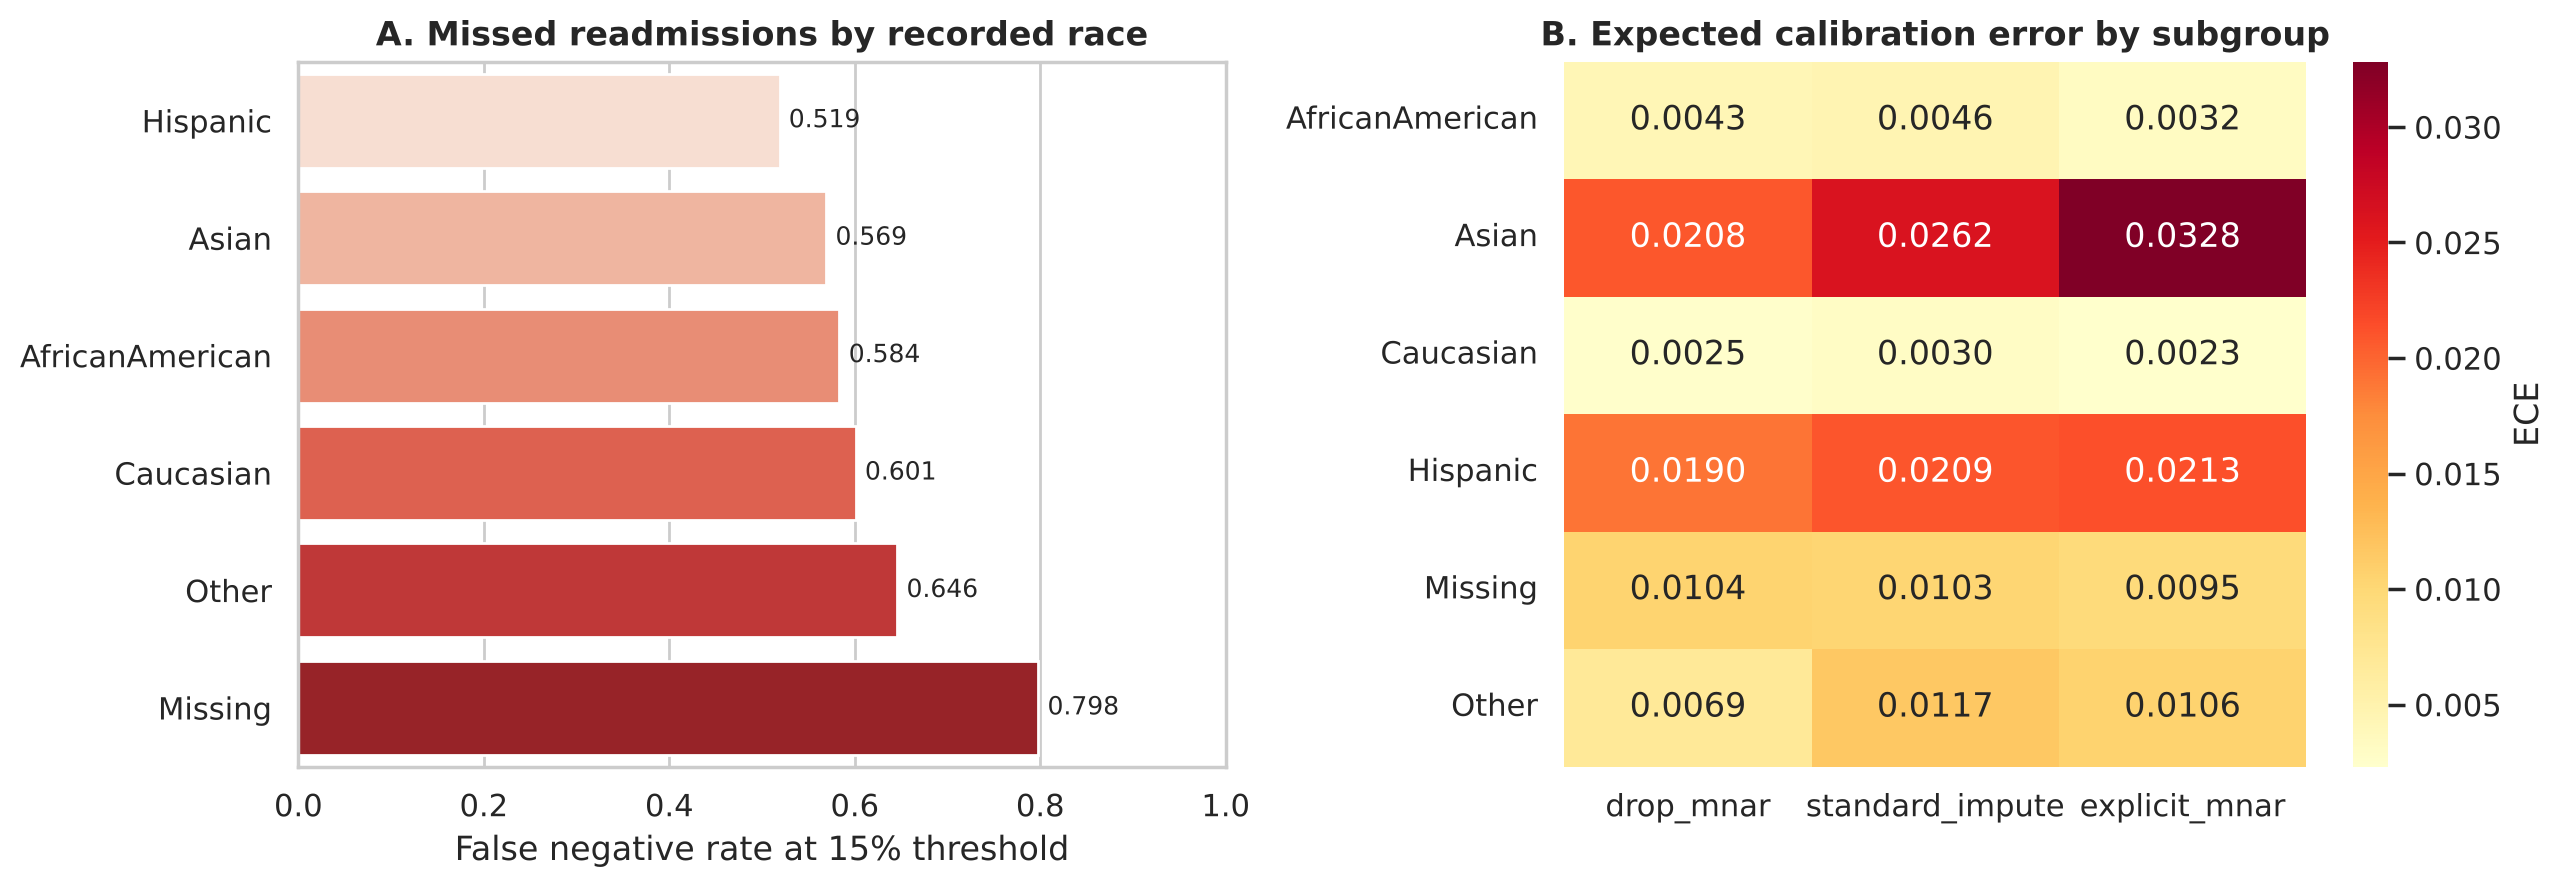 A. Missed readmissions by recorded race
Hispanic
0.519
Asian
0.569
AfricanAmerican
0.584
Caucasian
0.601
Other
0.646
Missing
0.798
0.0 0.2 0.4 0.6 0.8 1.0
False negative rate at 15% threshold
B. Expected calibration error by subgroup
AfricanAmerican 0.0043 0.0046 0.0032
Asian 0.0208 0.0262 0.0328
Caucasian 0.0025 0.0030 0.0023
Hispanic 0.0190 0.0209 0.0213
Missing 0.0104 0.0103 0.0095
Other 0.0069 0.0117 0.0106
drop_mnar standard_impute explicit_mnar
0.030
0.025
0.020
0.015
0.010
0.005
ECE